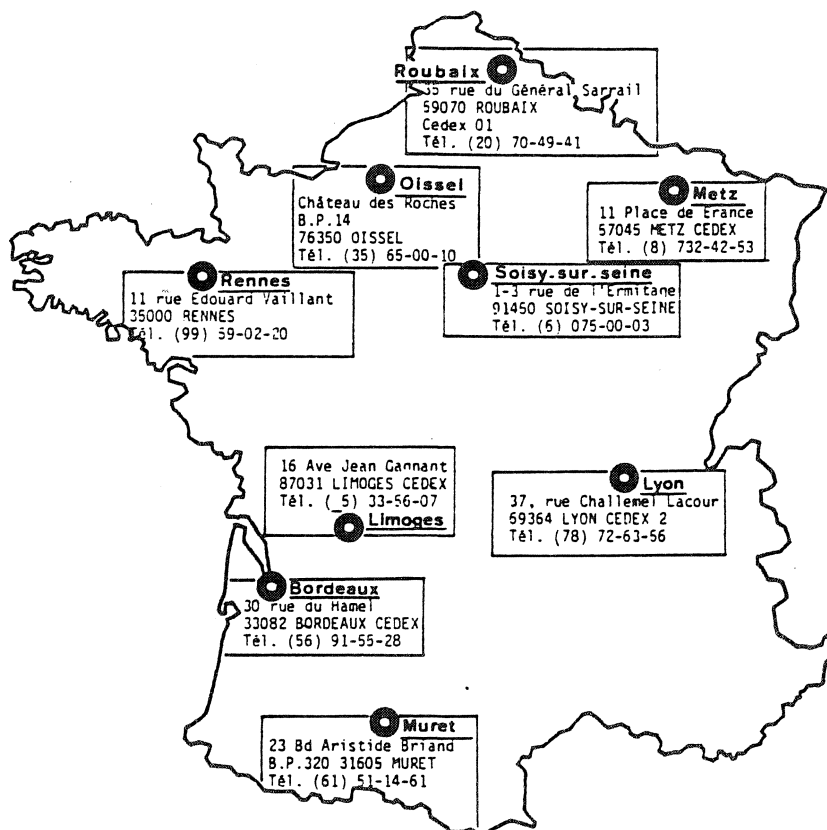 Roubaix
35 rue du Général Sarrail
59070 ROUBAIX
Cedex 01
Tél. (20) 70-49-41
Oissel
Château des Roches
B.P.14
76350 OISSEL
Tél. (35) 65-00-10
Metz
11 Place de France
57045 METZ CEDEX
Tél. (8) 732-42-53
Rennes
11 rue Edouard Vaillant
35000 RENNES
Tél. (99) 59-02-20
Soisy-sur-seine
1-3 rue de l'Ermitage
91450 SOISY-SUR-SEINE
Tél. (6) 075-00-03
16 Ave Jean Gagnant
87031 LIMOGES CEDEX
Tél. (_5) 33-56-07
Limoges
Lyon
37, rue Challemel Lacour
69364 LYON CEDEX 2
Tél. (78) 72-63-56
Bordeaux
30 rue du Hamel
33082 BORDEAUX CEDEX
Tél. (56) 91-55-28
Muret
23 Bd Aristide Briand
B.P.320 31605 MURET
Tél. (61) 51-14-61